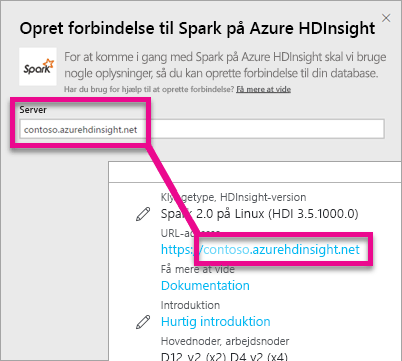 Opret forbindelse til Spark på Azure HDInsight
Spark
For at komme i gang med Spark på Azure HDInsight skal vi bruge
nogle oplysninger, så du kan oprette forbindelse til din database.
Har du brug for hjælp til at oprette forbindelse? Få mere at vide
Server
contoso.azurehdinsight.net
Klyngetype, HDInsight-version
Spark 2.0 på Linux (HDI 3.5.1000.0)
URL-adresse
https://contoso.azurehdinsight.net
Få mere at vide
Dokumentation
Introduktion
Hurtig introduktion
Hovednoder, arbejdsnoder
D12 v2 (x2) D4 v2 (x4)